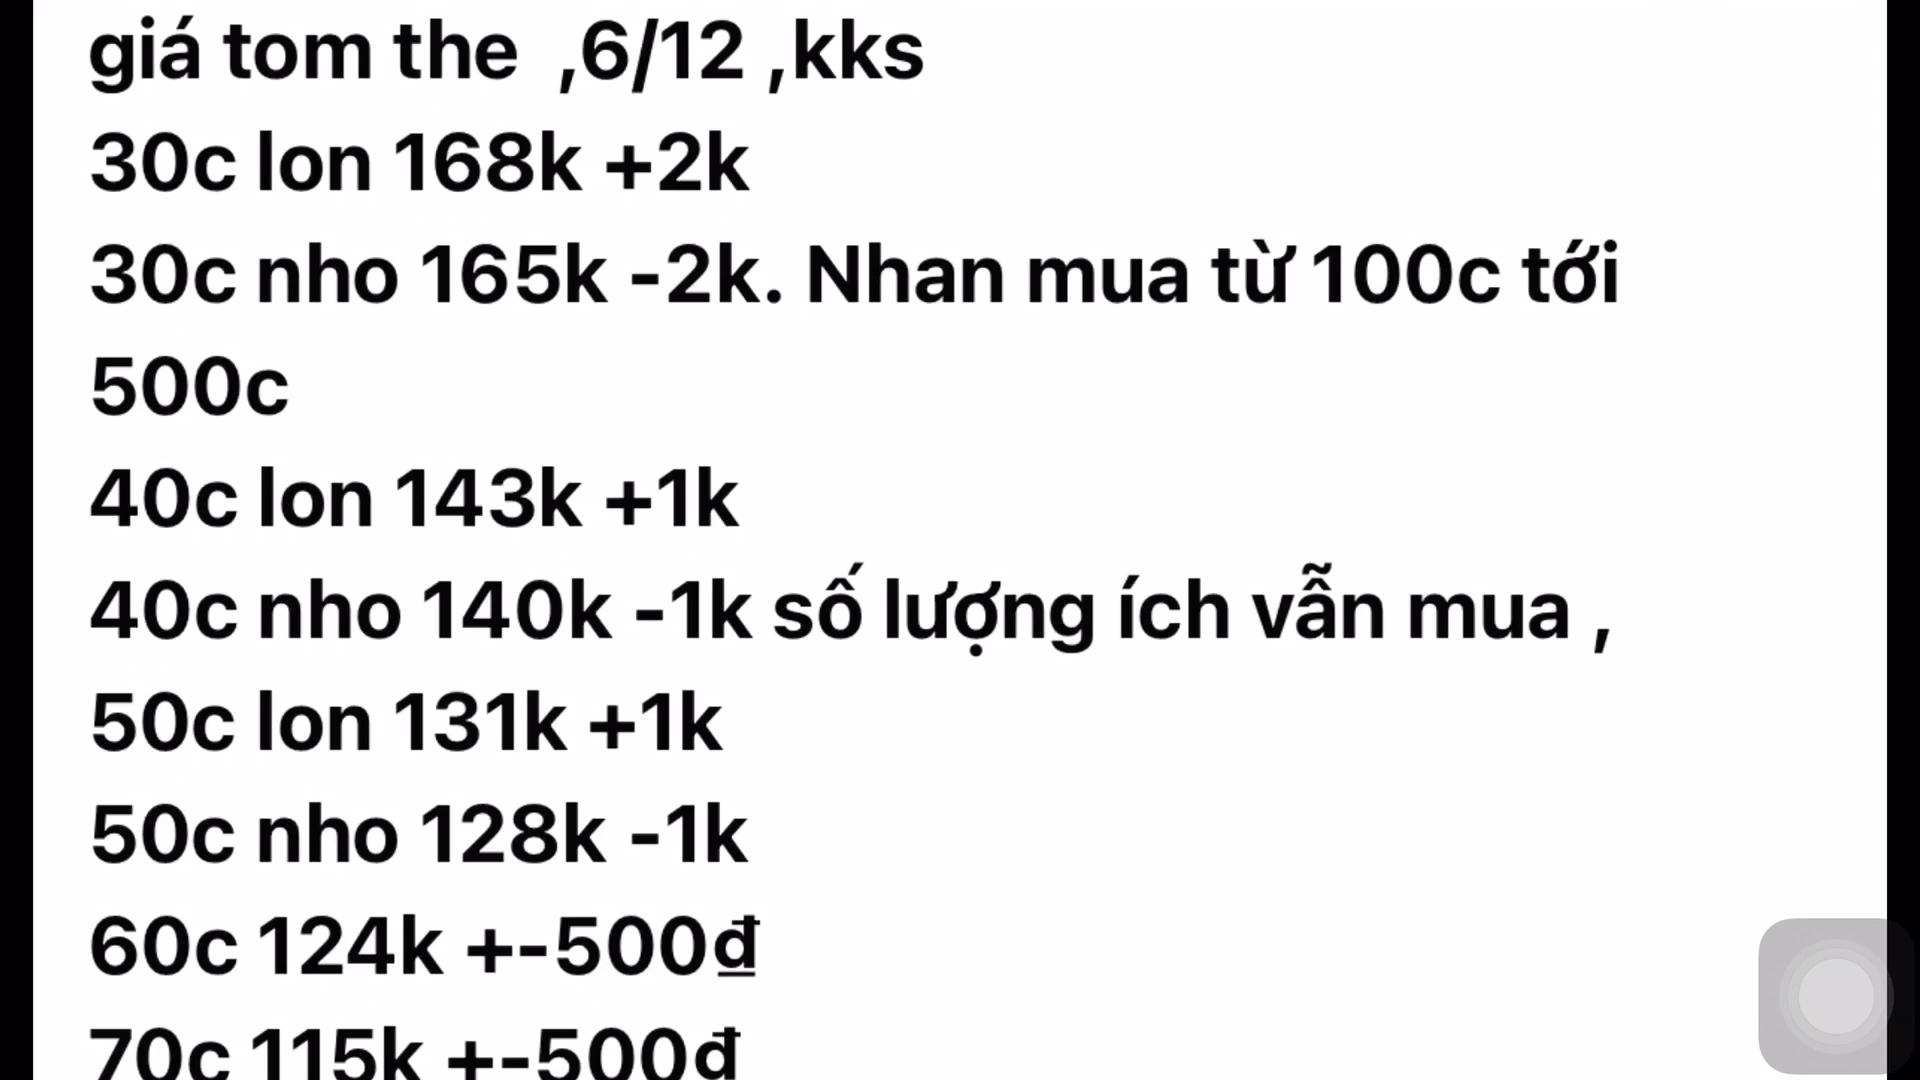 giá tom the  ,6/12 ,kks
30c lon 168k +2k
30c nho 165k -2k. Nhan mua từ 100c tới
500c
40c lon 143k +1k
40c nho 140k -1k số lượng ích vẫn mua ,
50c lon 131k +1k
50c nho 128k -1k
60c 124k +-500₫
70c 115k +-500₫